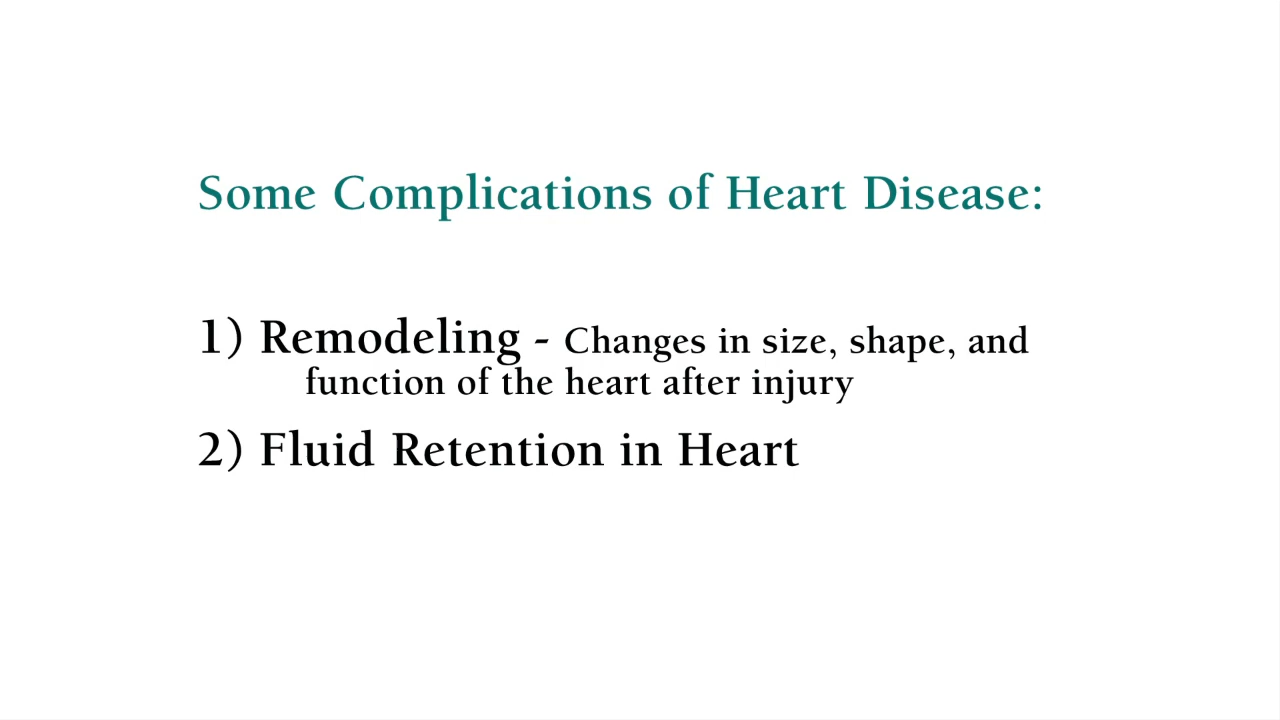 Some Complications of Heart Disease:
1) Remodeling - Changes in size, shape, and
function of the heart after injury
2) Fluid Retention in Heart